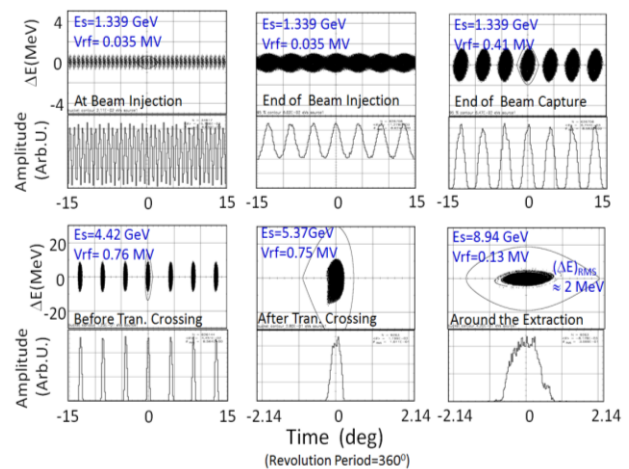 Es=1.339 GeV
Vrf= 0.035 MV
Es=1.339 GeV
Vrf= 0.035 MV
Es=1.339 GeV
Vrf= 0.41 MV
ΔE(MeV)
4
0
-4
At Beam Injection
End of Beam Injection
End of Beam Capture
Amplitude
(Arb.U.)
-15 0 15
-15 0 15
-15 0 15
Es=4.42 GeV
Vrf= 0.76 MV
Es=5.37GeV
Vrf=0.75 MV
Es=8.94 GeV
Vrf=0.13 MV
(ΔE)RMS
≈ 2 MeV
ΔE(MeV)
20
0
-20
Before Tran. Crossing
After Tran. Crossing
Around the Extraction
Amplitude
(Arb.U.)
-15 0 15
-2.14 0 2.14
-2.14 0 2.14
Time (deg)
(Revolution Period=360⁰)